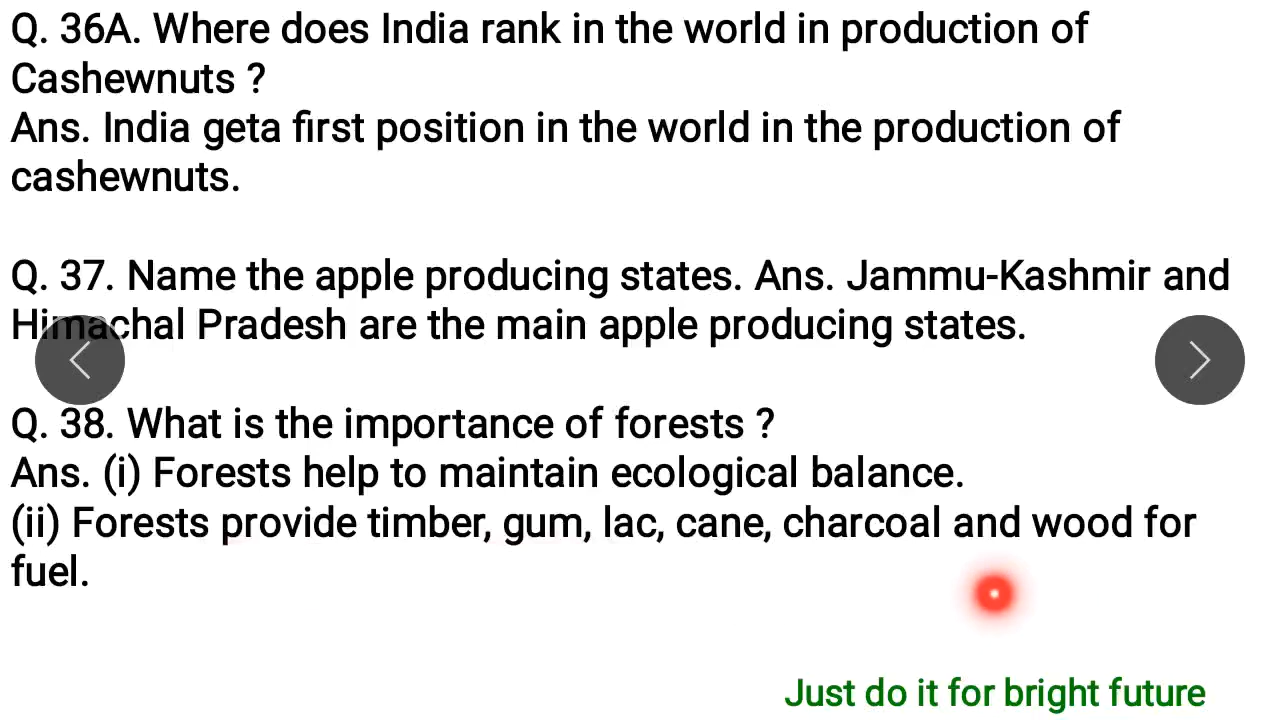 Q. 36A. Where does India rank in the world in production of
Cashewnuts ?
Ans. India geta first position in the world in the production of
cashewnuts.
Q. 37. Name the apple producing states. Ans. Jammu-Kashmir and
Himachal Pradesh are the main apple producing states.
Q. 38. What is the importance of forests ?
Ans. (i) Forests help to maintain ecological balance.
(ii) Forests provide timber, gum, lac, cane, charcoal and wood for
fuel.
Just do it for bright future